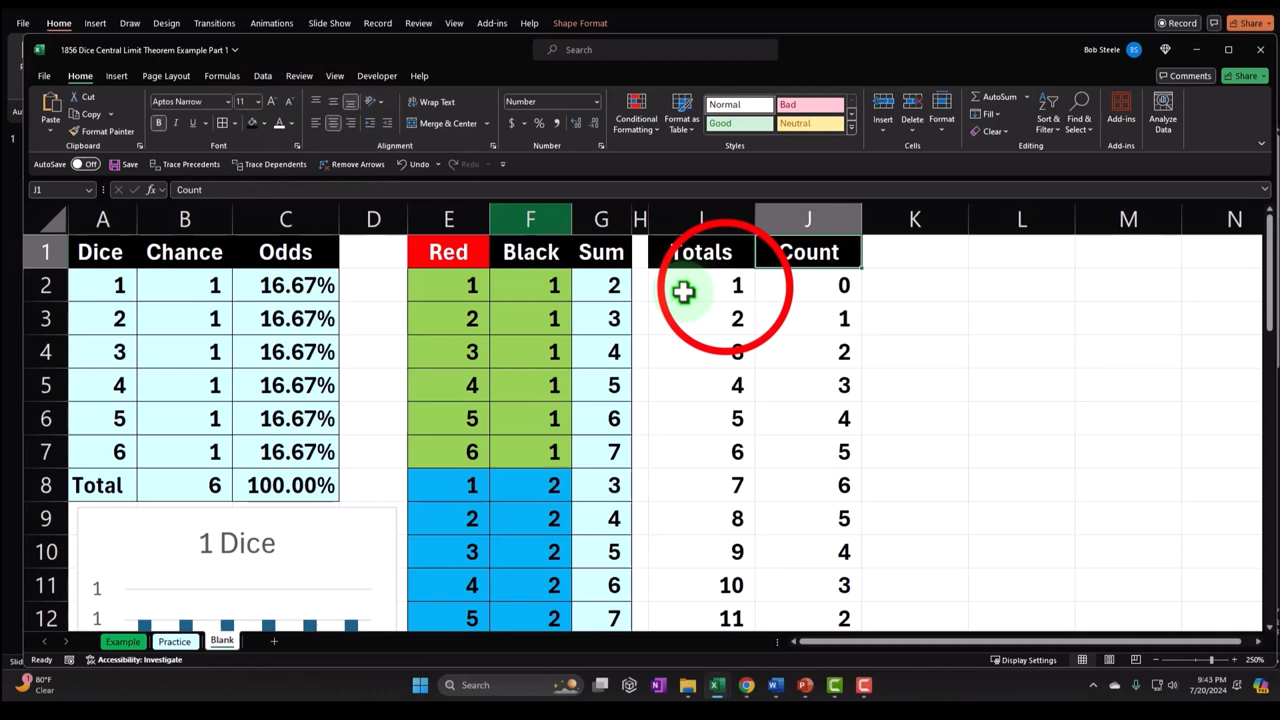 File Home Insert Draw Design Transitions Animations Slide Show Record Review View Add-ins Help Shape Format Record Share
1856 Dice Central Limit Theorem Example Part 1 Search Bob Steele BS
File Home Insert Page Layout Formulas Data Review View Developer Help Comments Share
Paste Cut Aptos Narrow 11 Wrap Text Number Conditional Format as Normal Bad Insert Delete Format AutoSum Sort & Find & Add-ins Analyze
Copy Formatting Table Fill Filter Select Data
Format Painter B I U Merge & Center $ % Good Neutral Clear
Clipboard Font Alignment Number Styles Cells Editing Add-ins
AutoSave Off Save Trace Precedents Trace Dependents Remove Arrows Undo Redo
J1 fx Count
A B C D E F G H I J K L M N
1 Dice Chance Odds Red Black Sum Totals Count
2 1 1 16.67% 1 1 2 1 0
3 2 1 16.67% 2 1 3 2 1
4 3 1 16.67% 3 1 4 3 2
5 4 1 16.67% 4 1 5 4 3
6 5 1 16.67% 5 1 6 5 4
7 6 1 16.67% 6 1 7 6 5
8 Total 6 100.00% 1 2 3 7 6
9 2 2 4 8 5
10 1 Dice 3 2 5 9 4
11 1 4 2 6 10 3
12 1 5 2 7 11 2
Example Practice Blank
Ready Accessibility: Investigate Display Settings 250%
80°F Clear Search 9:43 PM 7/20/2024